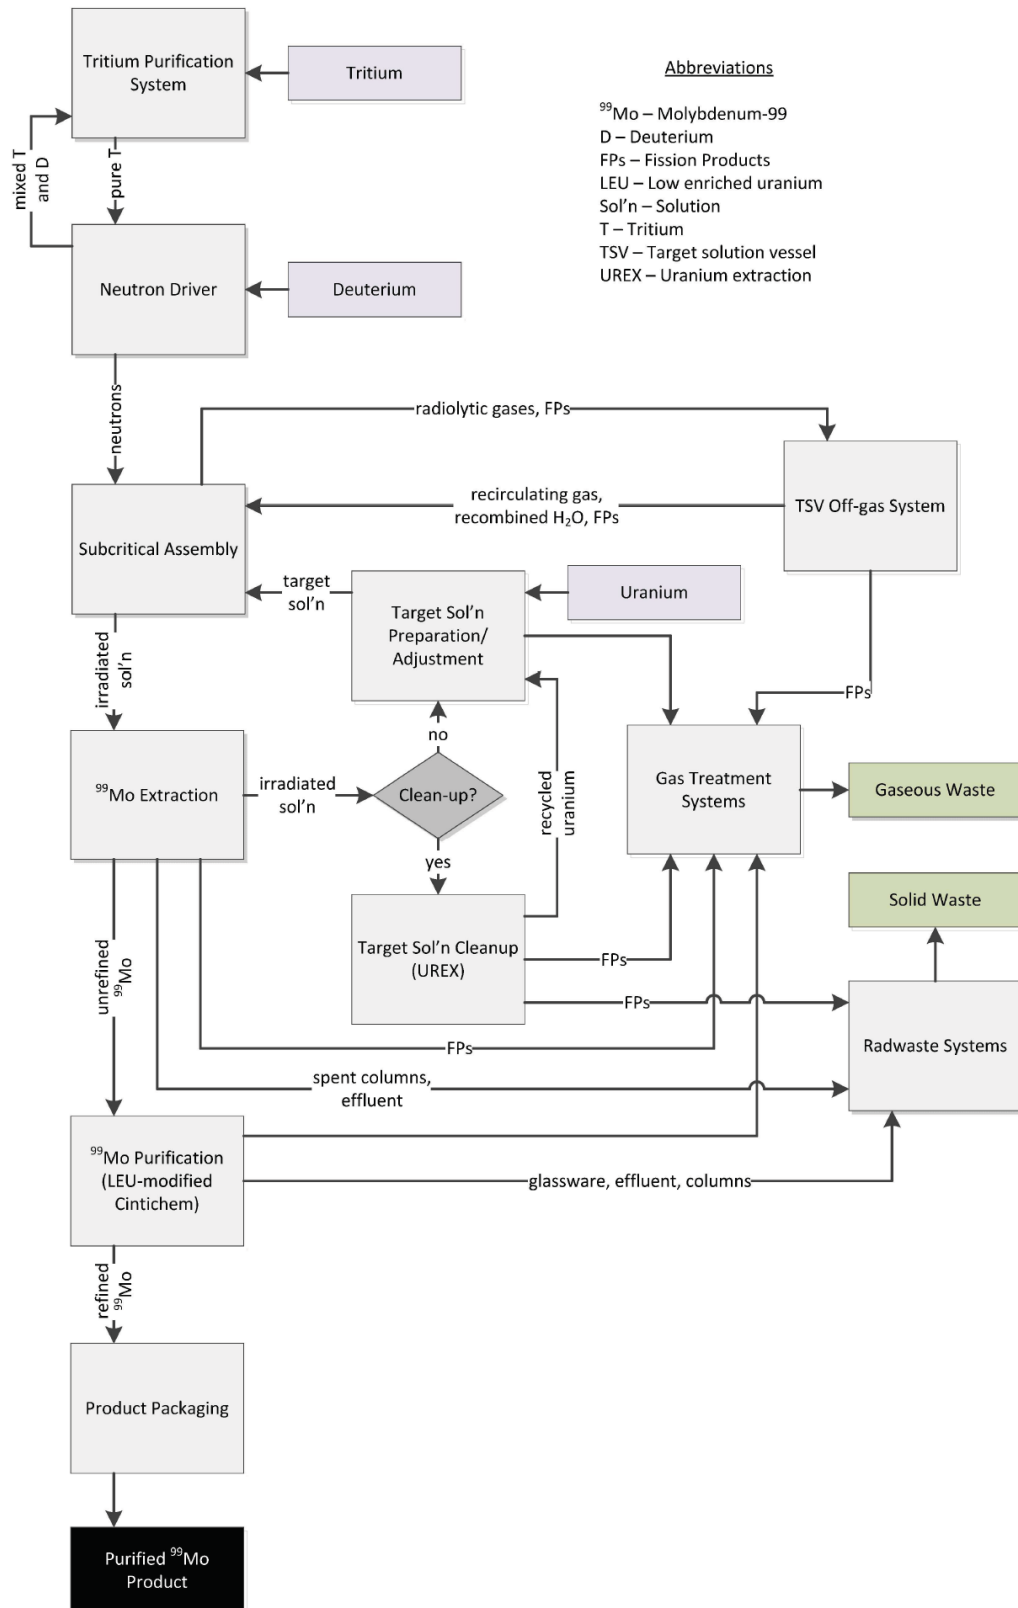 Tritium Purification
System
Tritium
Abbreviations
⁹⁹Mo – Molybdenum-99
D – Deuterium
FPs – Fission Products
LEU – Low enriched uranium
Sol'n – Solution
T – Tritium
TSV – Target solution vessel
UREX – Uranium extraction
mixed T
and D
pure T
Neutron Driver
Deuterium
neutrons
radiolytic gases, FPs
Subcritical Assembly
recirculating gas,
recombined H₂O, FPs
TSV Off-gas System
target
sol'n
Target Sol'n
Preparation/
Adjustment
Uranium
irradiated
sol'n
FPs
no
⁹⁹Mo Extraction
irradiated
sol'n
Clean-up?
recycled
uranium
Gas Treatment
Systems
Gaseous Waste
yes
Solid Waste
unrefined
⁹⁹Mo
Target Sol'n Cleanup
(UREX)
FPs
FPs
FPs
Radwaste Systems
spent columns,
effluent
⁹⁹Mo Purification
(LEU-modified
Cintichem)
glassware, effluent, columns
refined
⁹⁹Mo
Product Packaging
Purified ⁹⁹Mo
Product